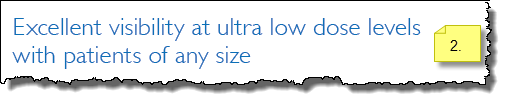 Excellent visibility at ultra low dose levels
with patients of any size
2.